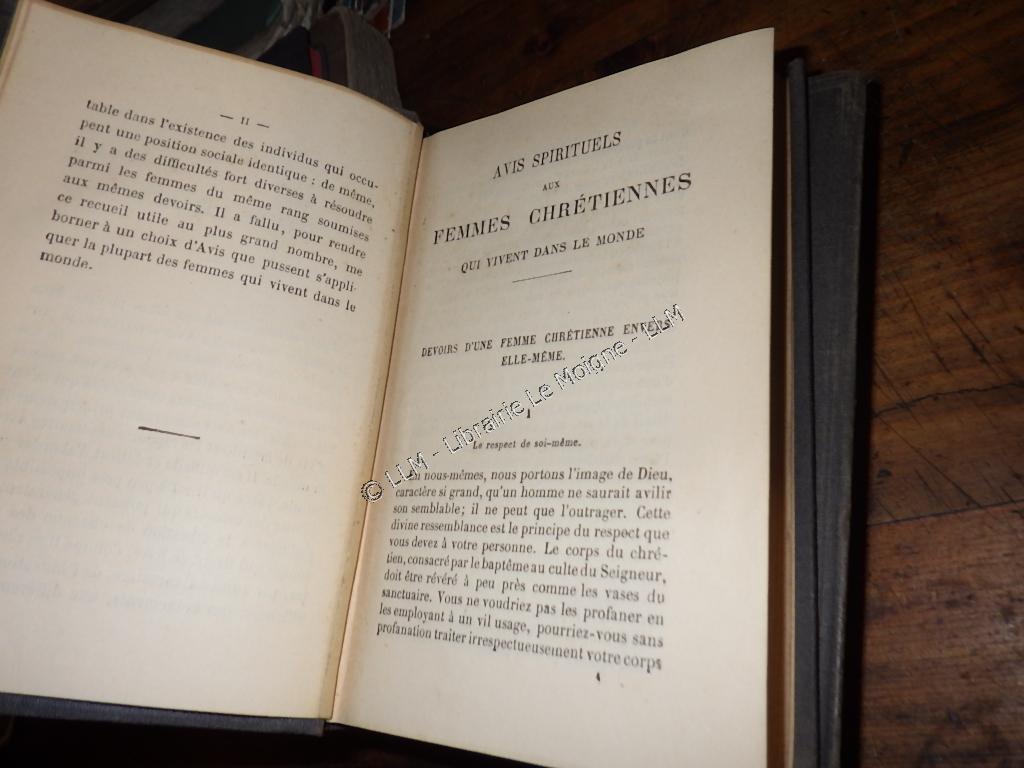 — II —
table dans l'existence des individus qui occu-
pent une position sociale identique ; de même,
il y a des difficultés fort diverses à résoudre
parmi les femmes du même rang soumises
aux mêmes devoirs. Il a fallu, pour rendre
ce recueil utile au plus grand nombre, me
borner à un choix d'Avis que pussent s'appli-
quer la plupart des femmes qui vivent dans le
monde.
AVIS SPIRITUELS
AUX
FEMMES CHRÉTIENNES
QUI VIVENT DANS LE MONDE
DEVOIRS D'UNE FEMME CHRÉTIENNE ENVERS
ELLE-MÊME.
Le respect de soi-même.
nous-mêmes, nous portons l'image de Dieu,
caractère si grand, qu'un homme ne saurait avilir
son semblable; il ne peut que l'outrager. Cette
divine ressemblance est le principe du respect que
vous devez à votre personne. Le corps du chré-
tien, consacré par le baptême au culte du Seigneur,
doit être révéré à peu près comme les vases du
sanctuaire. Vous ne voudriez pas les profaner en
les employant à un vil usage, pourriez-vous sans
profanation traiter irrespectueusement votre corps
© LLM - Librairie Le Moigne - LLM